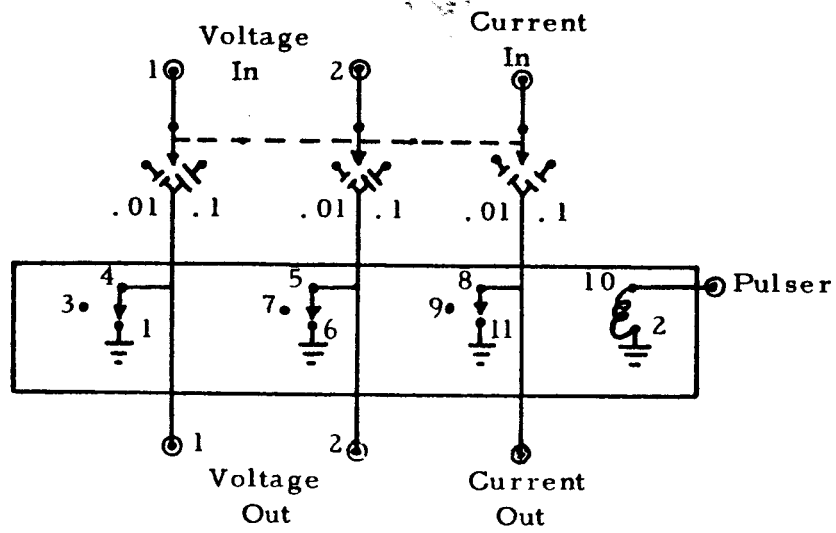 Voltage
In
Current
In
1
2
.01 .1
.01 .1
.01 .1
4
5
8
10
Pulser
3
7
9
1
6
11
2
1
2
Voltage
Out
Current
Out